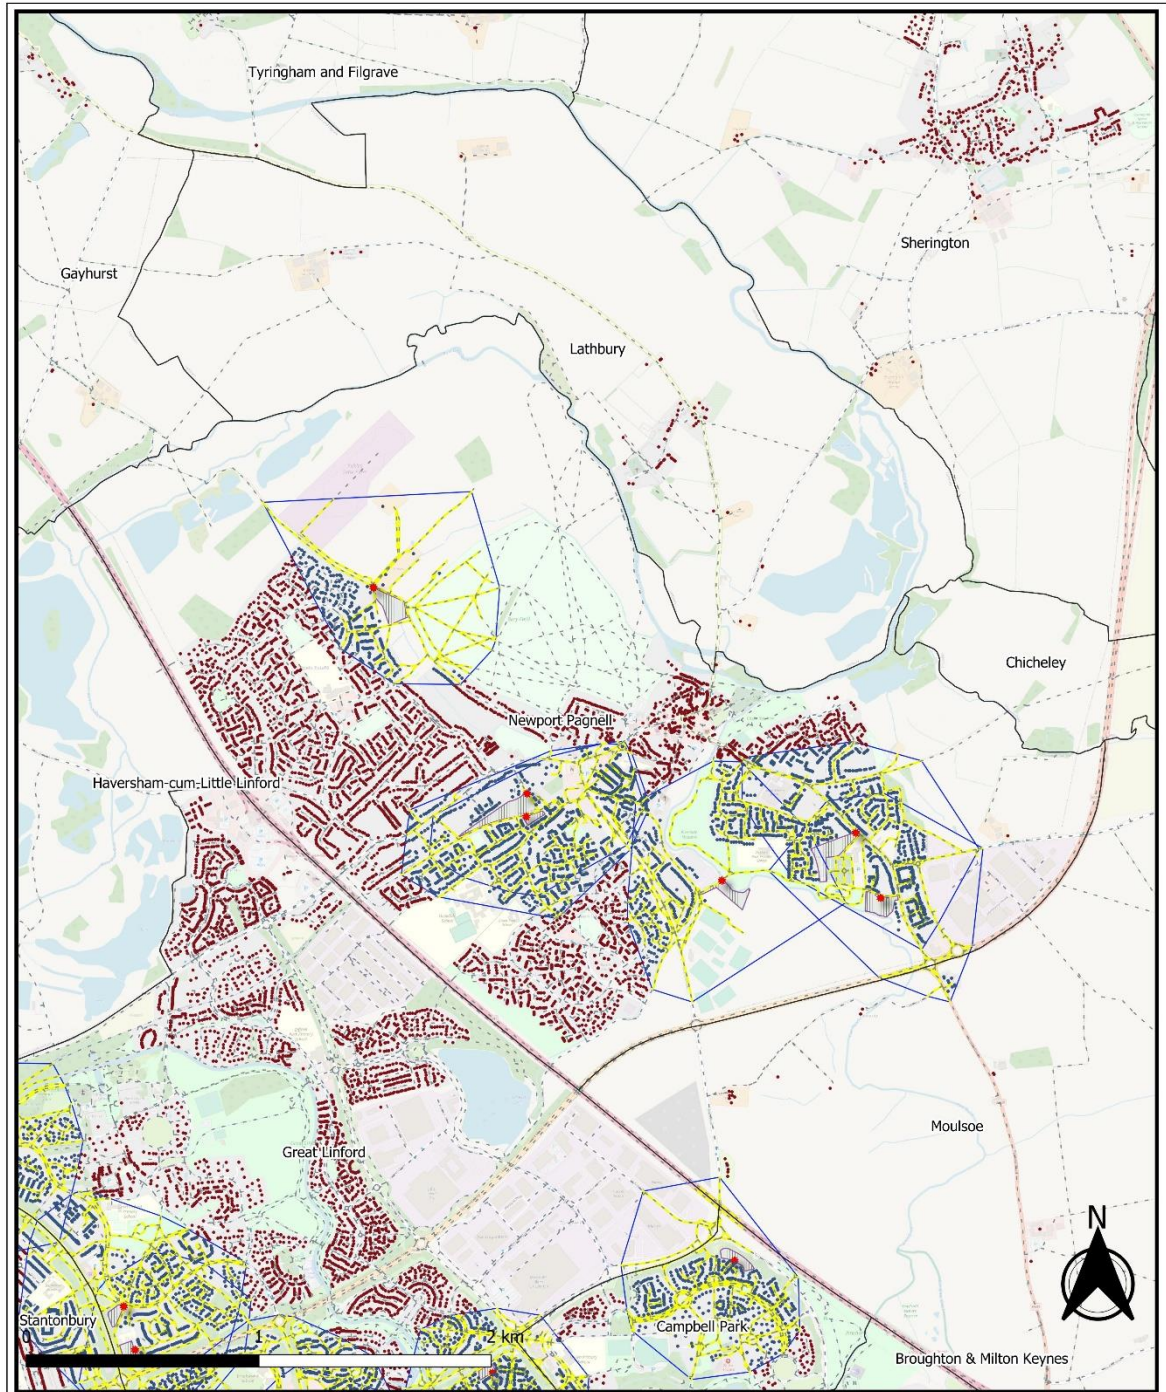 Tyringham and Filgrave
Sherington
Gayhurst
Lathbury
Chicheley
Newport Pagnell
Haversham-cum-Little Linford
Moulsoe
Great Linford
N
Stantonbury
Campbell Park
0 1 2 km
Broughton & Milton Keynes